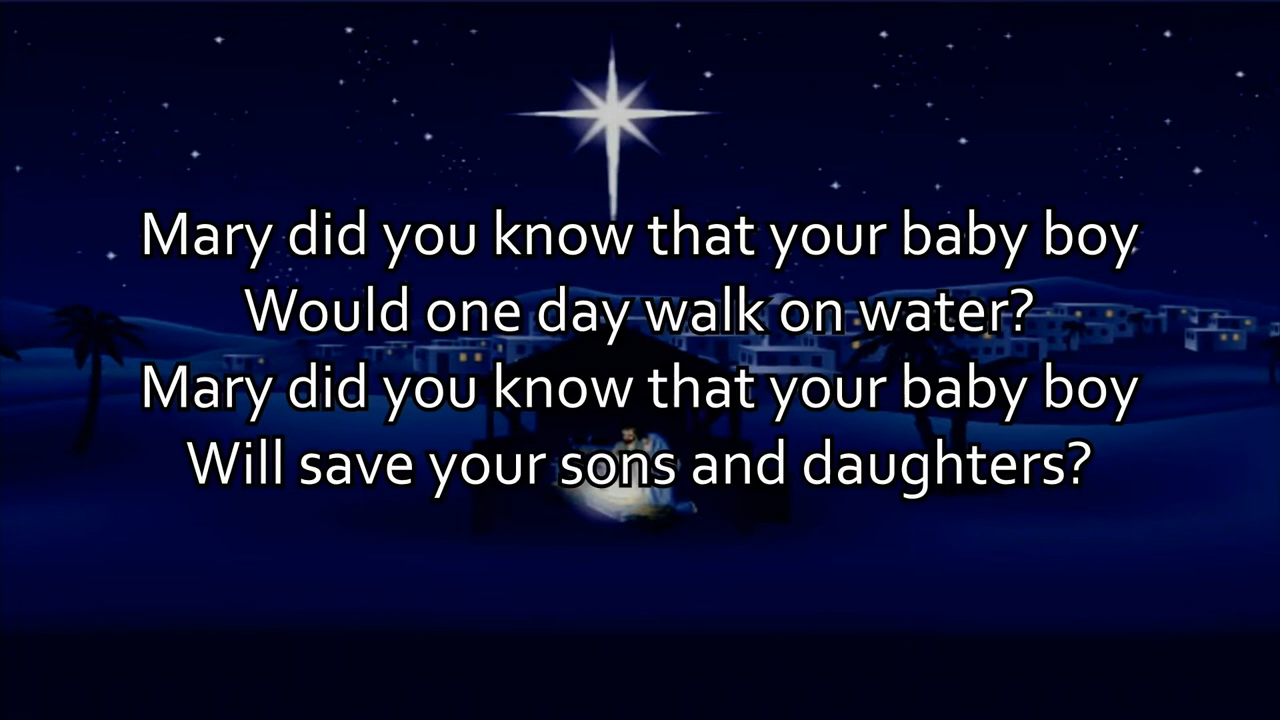 Mary did you know that your baby boy
Would one day walk on water?
Mary did you know that your baby boy
Will save your sons and daughters?